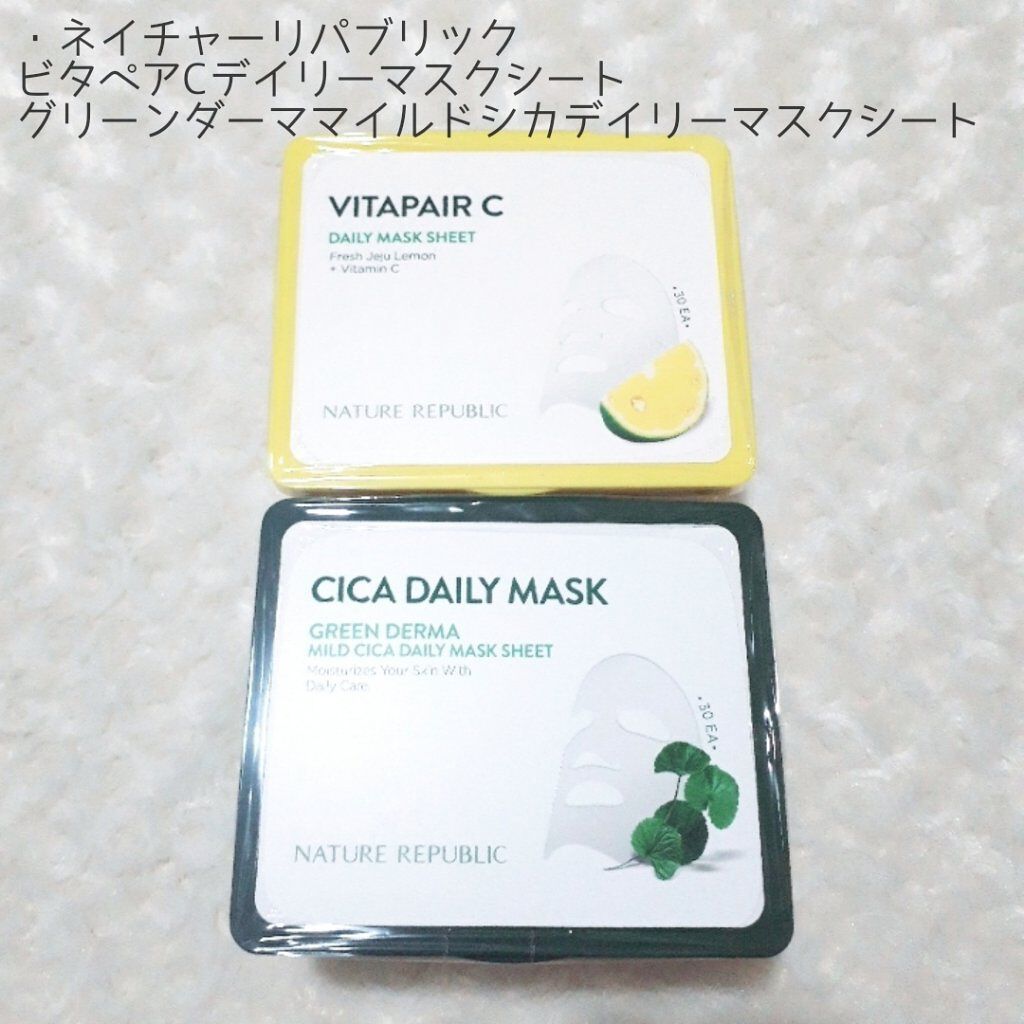 ・ネイチャーリパブリック
ビタペアCデイリーマスクシート
グリーンダーママイルドシカデイリーマスクシート
VITAPAIR C
DAILY MASK SHEET
Fresh Jeju Lemon
+ Vitamin C
•30 EA•
NATURE REPUBLIC
CICA DAILY MASK
GREEN DERMA
MILD CICA DAILY MASK SHEET
Moisturizes Your Skin With
Daily Care
•30 EA•
NATURE REPUBLIC